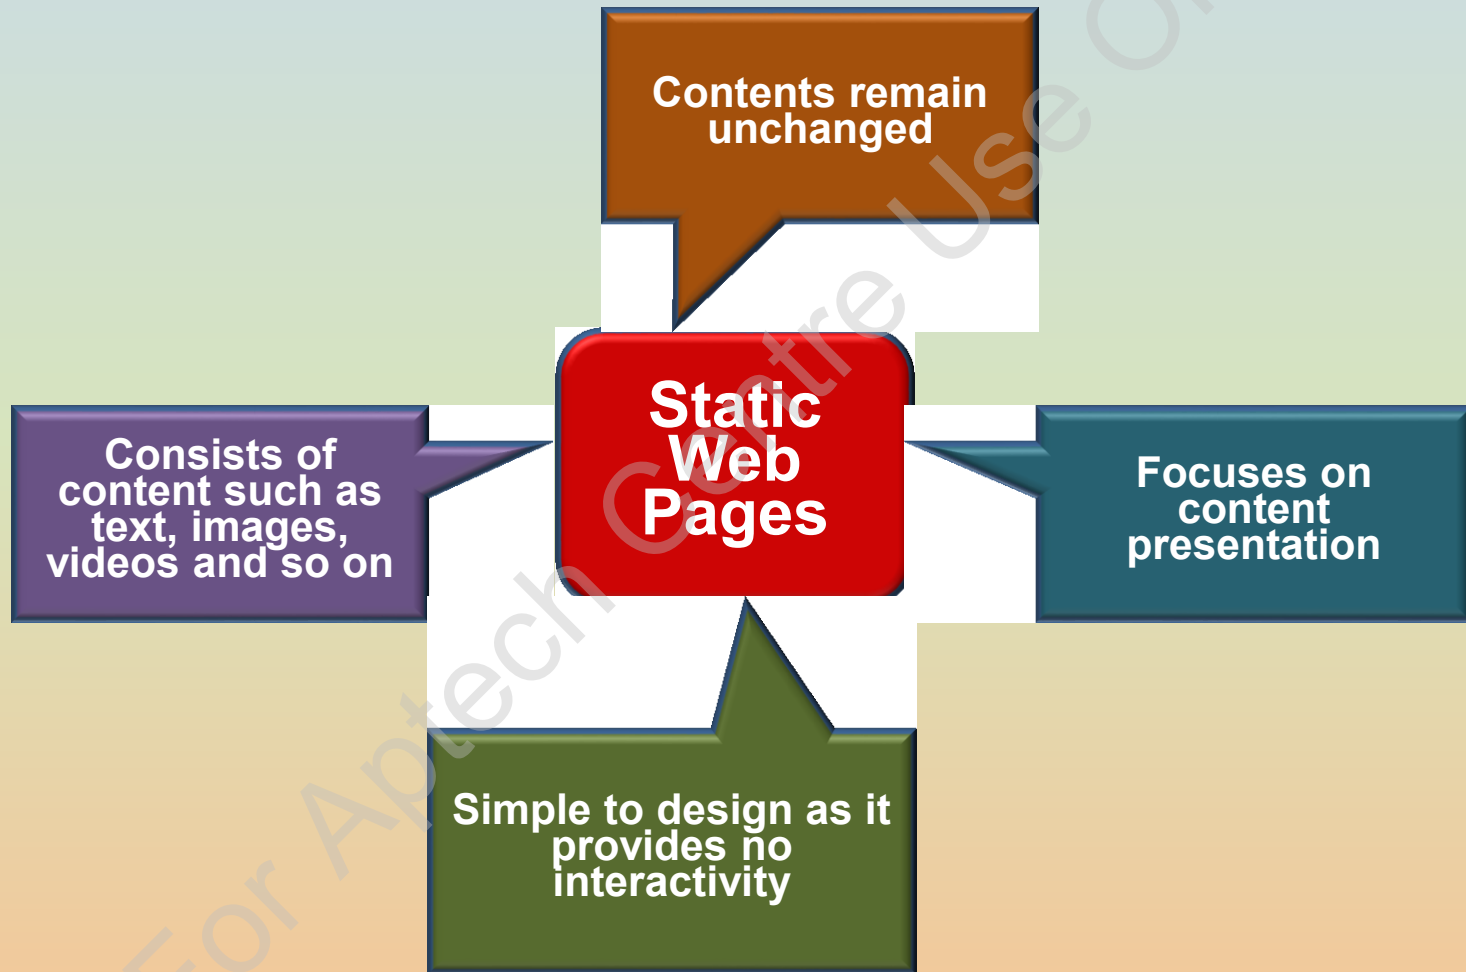 Contents remain
unchanged
Static
Web
Pages
Consists of
content such as
text, images,
videos and so on
Focuses on
content
presentation
Simple to design as it
provides no
interactivity
For Aptech Centre Use